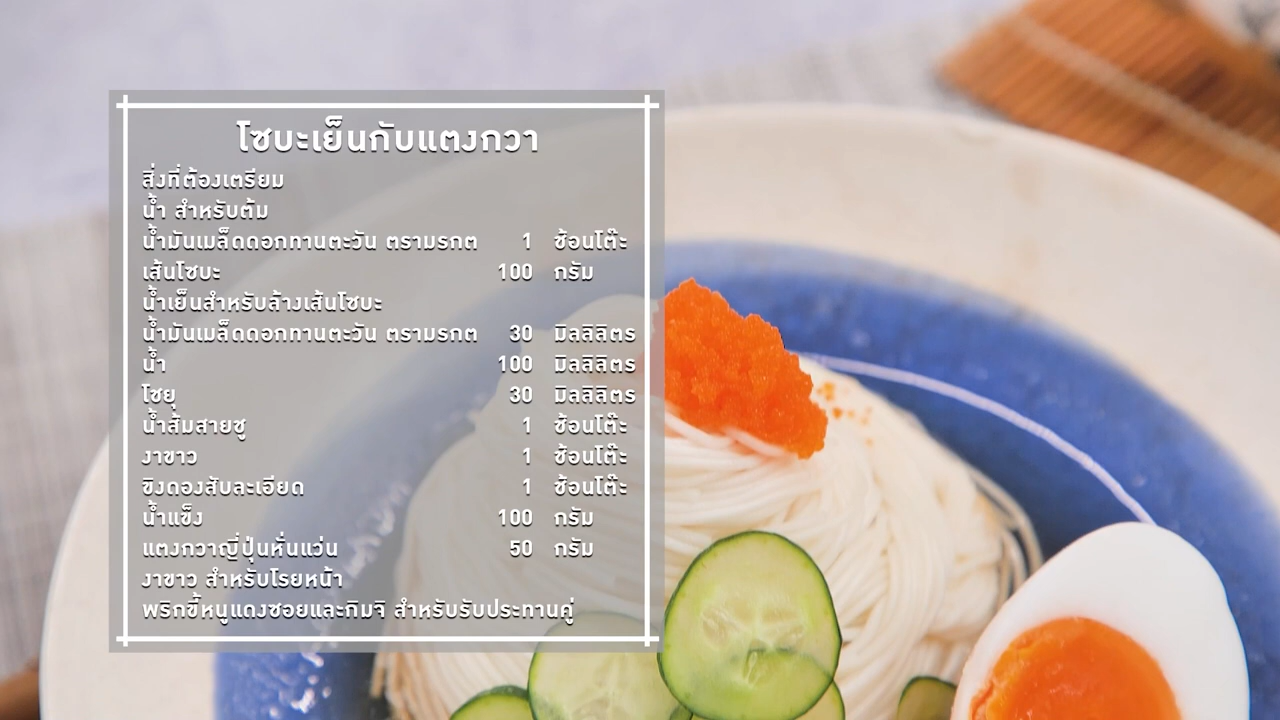 โซบะเย็นกับแตงกวา
สิ่งที่ต้องเตรียม
น้ำ สำหรับต้ม
น้ำมันเมล็ดดอกทานตะวัน ตรามรกต 1 ช้อนโต๊ะ
เส้นโซบะ 100 กรัม
น้ำเย็นสำหรับล้างเส้นโซบะ
น้ำมันเมล็ดดอกทานตะวัน ตรามรกต 30 มิลลิลิตร
น้ำ 100 มิลลิลิตร
โชยุ 30 มิลลิลิตร
น้ำส้มสายชู 1 ช้อนโต๊ะ
งาขาว 1 ช้อนโต๊ะ
ขิงดองสับละเอียด 1 ช้อนโต๊ะ
น้ำแข็ง 100 กรัม
แตงกวาญี่ปุ่นหั่นแว่น 50 กรัม
งาขาว สำหรับโรยหน้า
พริกขี้หนูแดงซอยและกิมจิ สำหรับรับประทานคู่